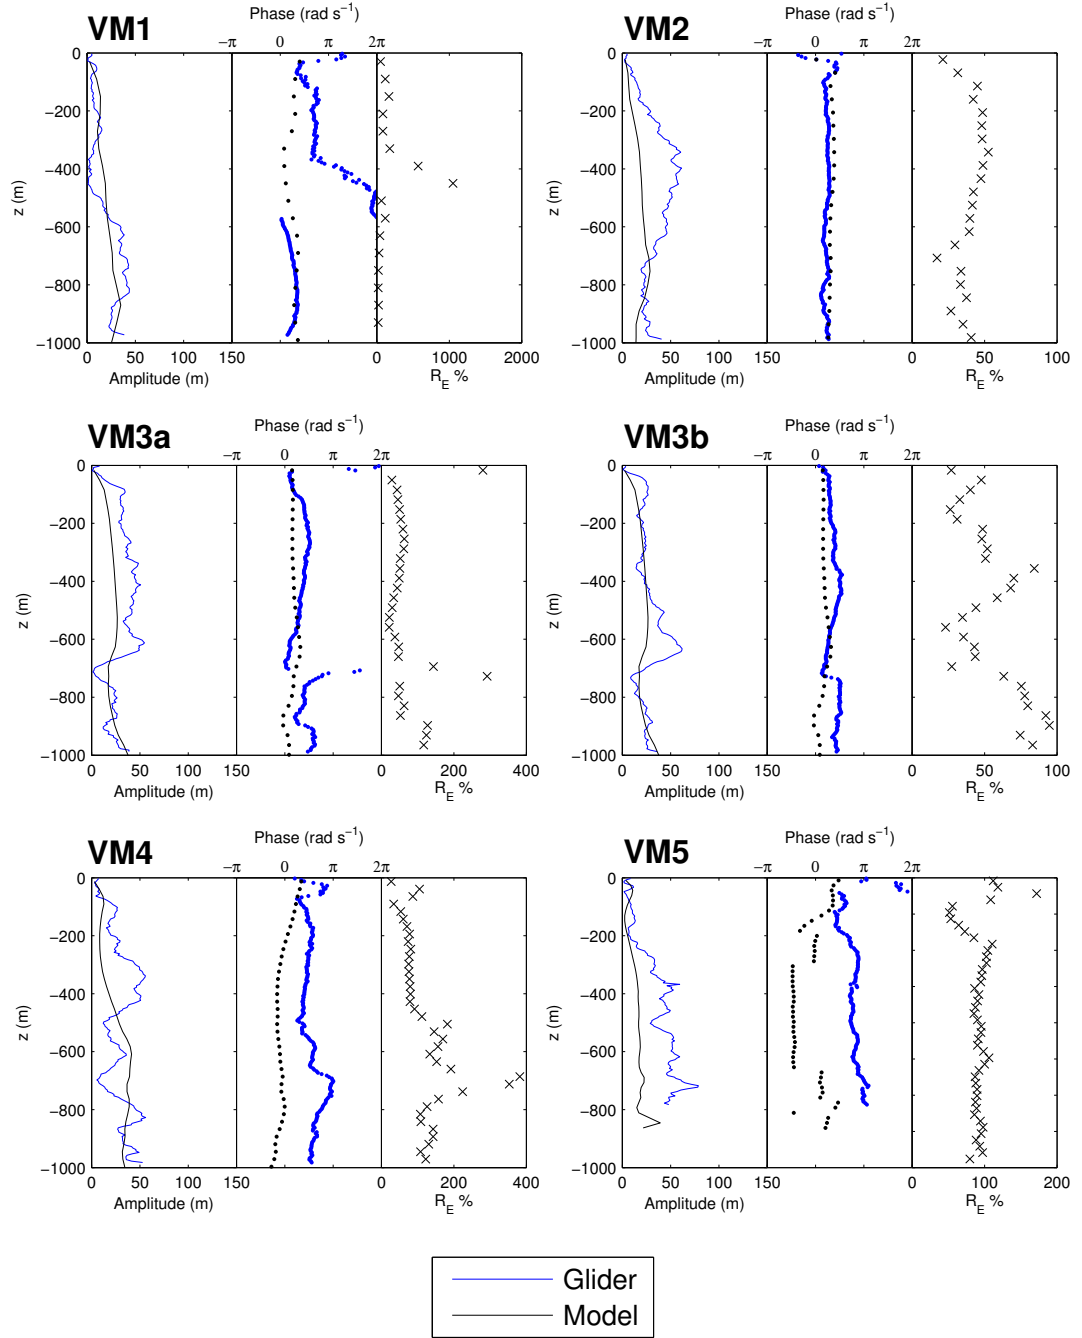 Phase (rad s⁻¹) Phase (rad s⁻¹)
VM1 VM2
−π 0 π 2π −π 0 π 2π
0 0
−200 −200
−400 −400
z (m) z (m)
−600 −600
−800 −800
−1000 −1000
0 50 100 150 0 1000 2000 0 50 100 150 0 50 100
Amplitude (m) R_E % Amplitude (m) R_E %
Phase (rad s⁻¹) Phase (rad s⁻¹)
VM3a VM3b
−π 0 π 2π −π 0 π 2π
0 0
−200 −200
−400 −400
z (m) z (m)
−600 −600
−800 −800
−1000 −1000
0 50 100 150 0 200 400 0 50 100 150 0 50 100
Amplitude (m) R_E % Amplitude (m) R_E %
Phase (rad s⁻¹) Phase (rad s⁻¹)
VM4 VM5
−π 0 π 2π −π 0 π 2π
0 0
−200 −200
−400 −400
z (m) z (m)
−600 −600
−800 −800
−1000 −1000
0 50 100 150 0 200 400 0 50 100 150 0 100 200
Amplitude (m) R_E % Amplitude (m) R_E %
Glider
Model